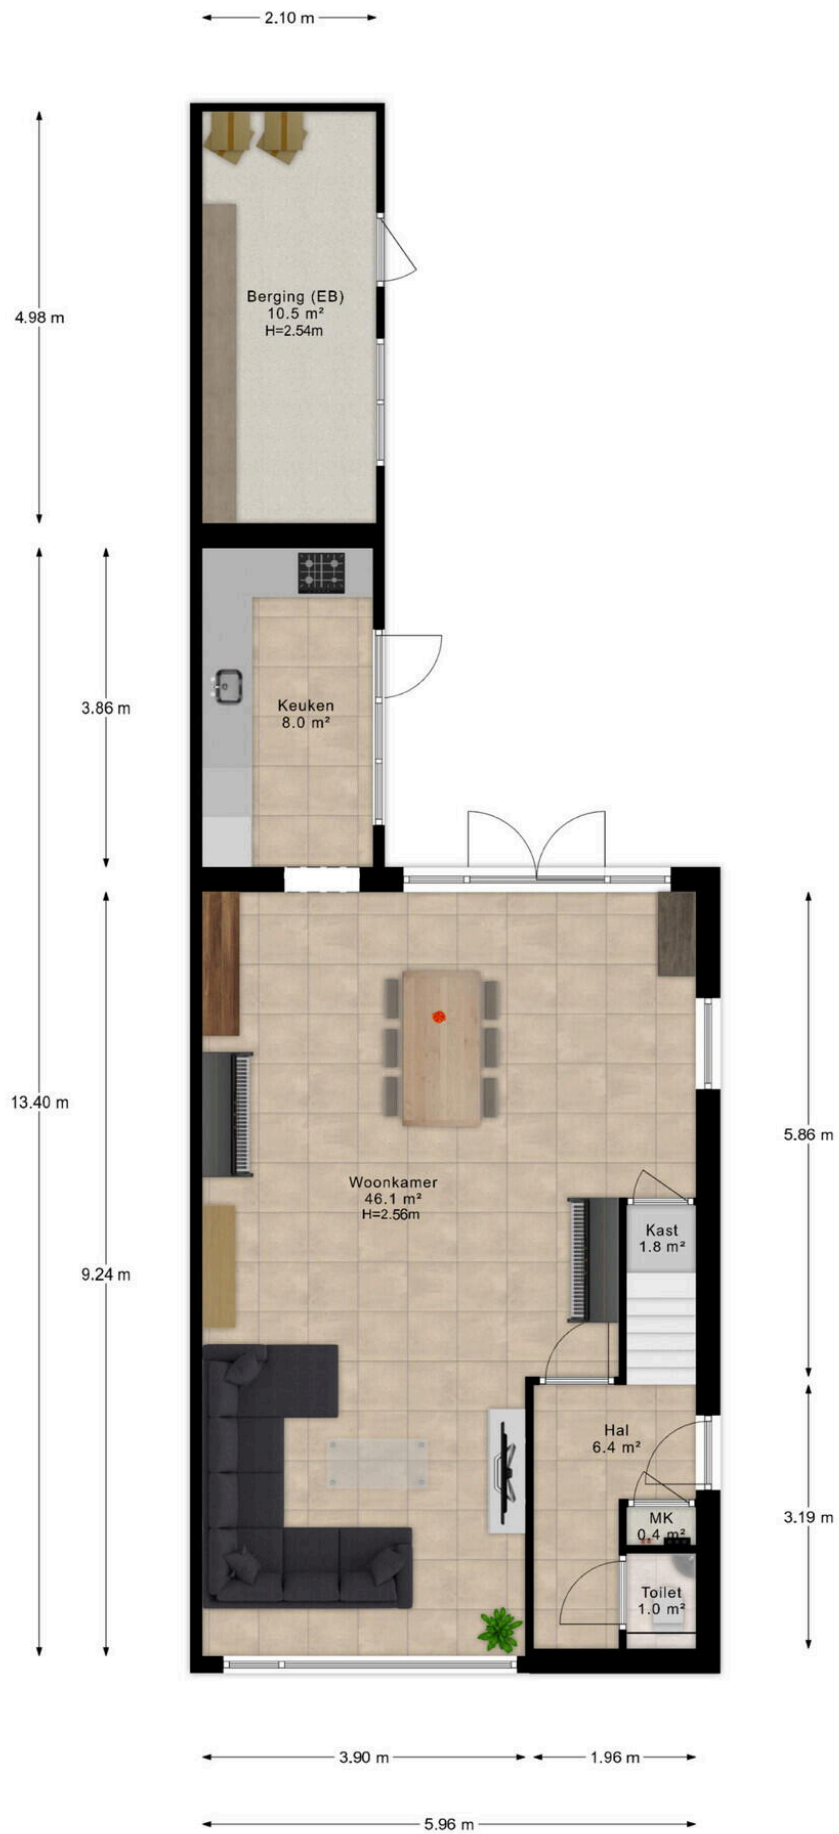 2.10 m
4.98 m
Berging (EB)
10.5 m²
H=2.54m
3.86 m
Keuken
8.0 m²
13.40 m
5.86 m
Woonkamer
46.1 m²
H=2.56m
Kast
1.8 m²
9.24 m
Hal
6.4 m²
3.19 m
MK
0.4 m²
Toilet
1.0 m²
3.90 m
1.96 m
5.96 m